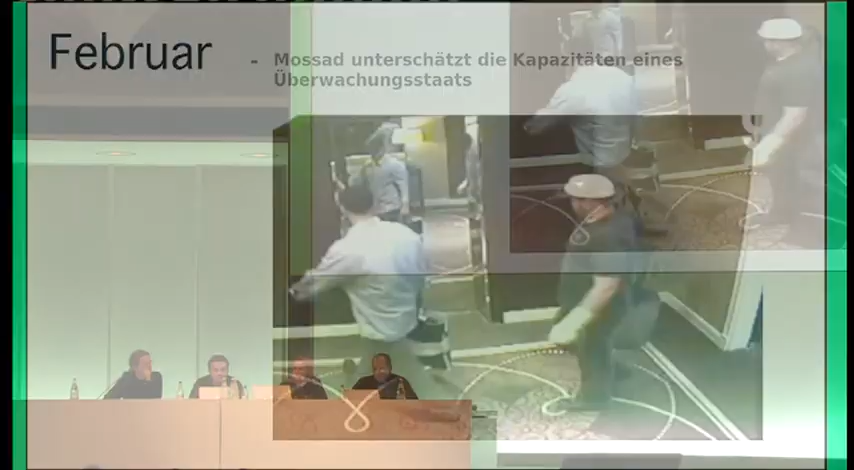 Februar
- Mossad unterschätzt die Kapazitäten eines
Überwachungsstaats